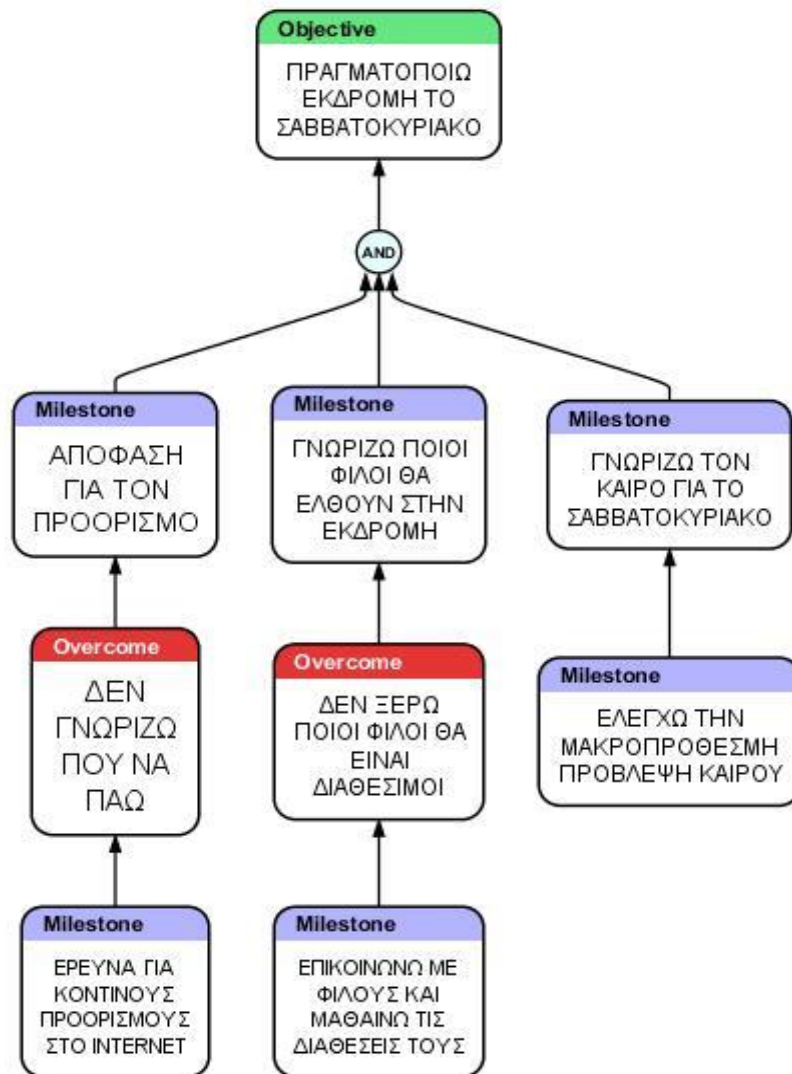 Objective
ΠΡΑΓΜΑΤΟΠΟΙΩ
ΕΚΔΡΟΜΗ ΤΟ
ΣΑΒΒΑΤΟΚΥΡΙΑΚΟ
AND
Milestone
ΑΠΟΦΑΣΗ
ΓΙΑ ΤΟΝ
ΠΡΟΟΡΙΣΜΟ
Milestone
ΓΝΩΡΙΖΩ ΠΟΙΟΙ
ΦΙΛΟΙ ΘΑ
ΕΛΘΟΥΝ ΣΤΗΝ
ΕΚΔΡΟΜΗ
Milestone
ΓΝΩΡΙΖΩ ΤΟΝ
ΚΑΙΡΟ ΓΙΑ ΤΟ
ΣΑΒΒΑΤΟΚΥΡΙΑΚΟ
Overcome
ΔΕΝ
ΓΝΩΡΙΖΩ
ΠΟΥ ΝΑ
ΠΑΩ
Overcome
ΔΕΝ ΞΕΡΩ
ΠΟΙΟΙ ΦΙΛΟΙ ΘΑ
ΕΙΝΑΙ
ΔΙΑΘΕΣΙΜΟΙ
Milestone
ΕΛΕΓΧΩ ΤΗΝ
ΜΑΚΡΟΠΡΟΘΕΣΜΗ
ΠΡΟΒΛΕΨΗ ΚΑΙΡΟΥ
Milestone
ΕΡΕΥΝΑ ΓΙΑ
ΚΟΝΤΙΝΟΥΣ
ΠΡΟΟΡΙΣΜΟΥΣ
ΣΤΟ INTERNET
Milestone
ΕΠΙΚΟΙΝΩΝΩ ΜΕ
ΦΙΛΟΥΣ ΚΑΙ
ΜΑΘΑΙΝΩ ΤΙΣ
ΔΙΑΘΕΣΕΙΣ ΤΟΥΣ